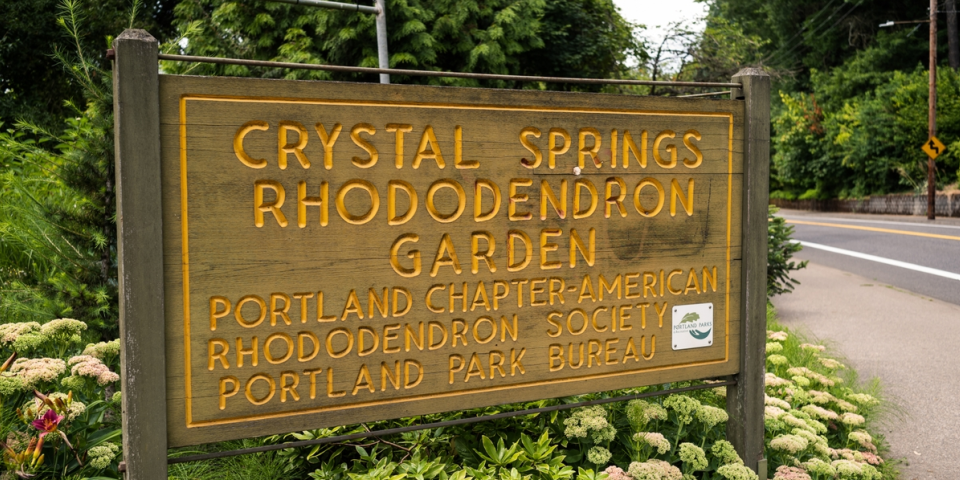 CRYSTAL SPRINGS
RHODODENDRON
GARDEN
PORTLAND CHAPTER-AMERICAN
RHODODENDRON SOCIETY
PORTLAND PARK BUREAU
PORTLAND PARKS